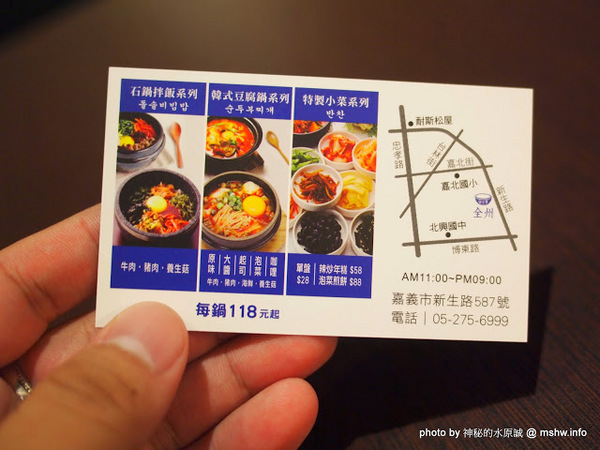 石鍋拌飯系列
돌솥비빔밥
牛肉・豬肉・養生菇
韓式豆腐鍋系列
순두부찌개
原味 | 大醬 | 起司 | 泡菜 | 咖哩
牛肉・豬肉・海鮮・養生菇
特製小菜系列
반찬
單盤 | 辣炒年糕 $58
$28 | 泡菜煎餅 $88
每鍋118元起
耐斯松屋
忠孝路
嘉北街
嘉北國小
新生路
全州
北興國中
博東路
AM11:00~PM09:00
嘉義市新生路587號
電話 | 05-275-6999
photo by 神秘的水原誠 @ mshw.info